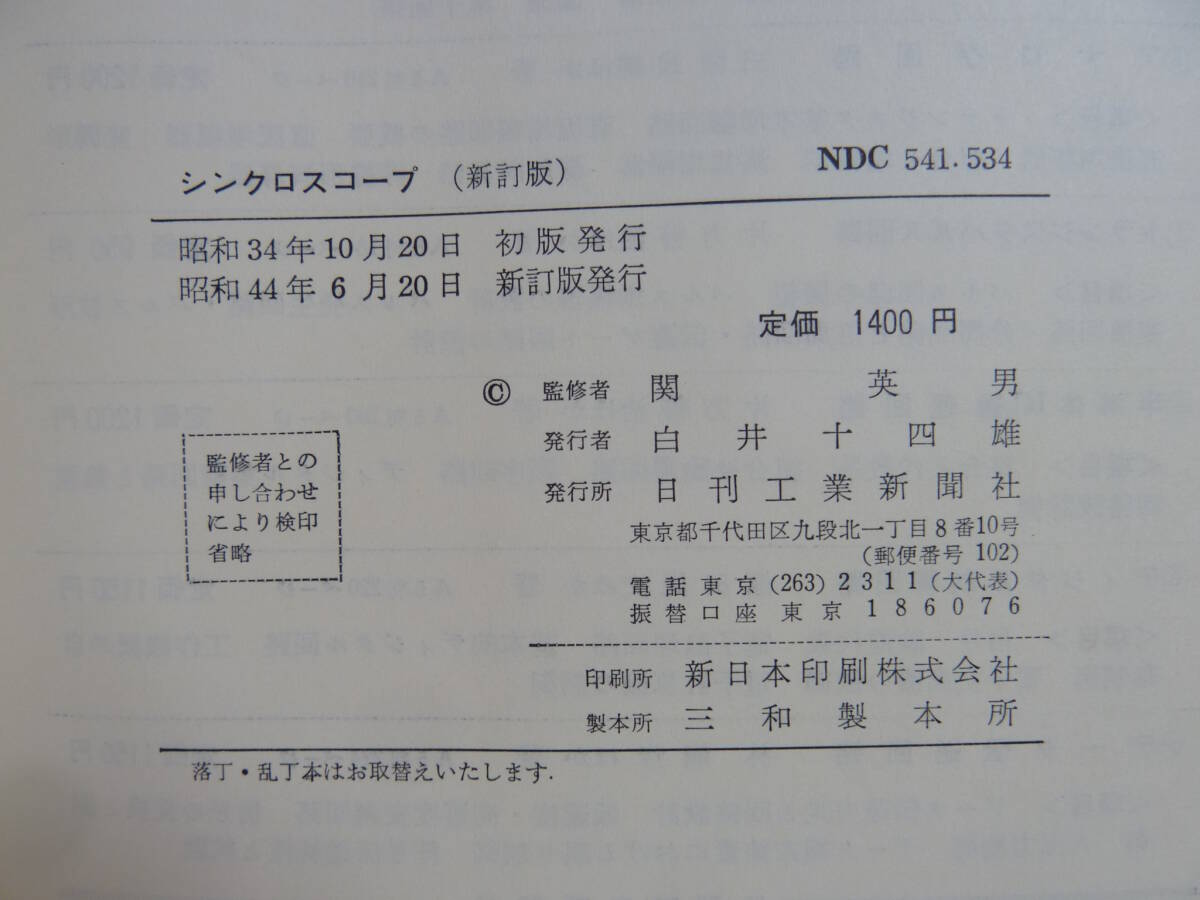 シンクロスコープ （新訂版） NDC 541.534
昭和34年10月20日 初版発行
昭和44年6月20日 新訂版発行
定価 1400円
© 監修者 関英男
発行者 白井十四雄
発行所 日刊工業新聞社
東京都千代田区九段北一丁目8番10号
(郵便番号 102)
電話東京(263)2311(大代表)
振替口座東京186076
監修者との
申し合わせ
により検印
省略
印刷所 新日本印刷株式会社
製本所 三和製本所
落丁・乱丁本はお取替えいたします.